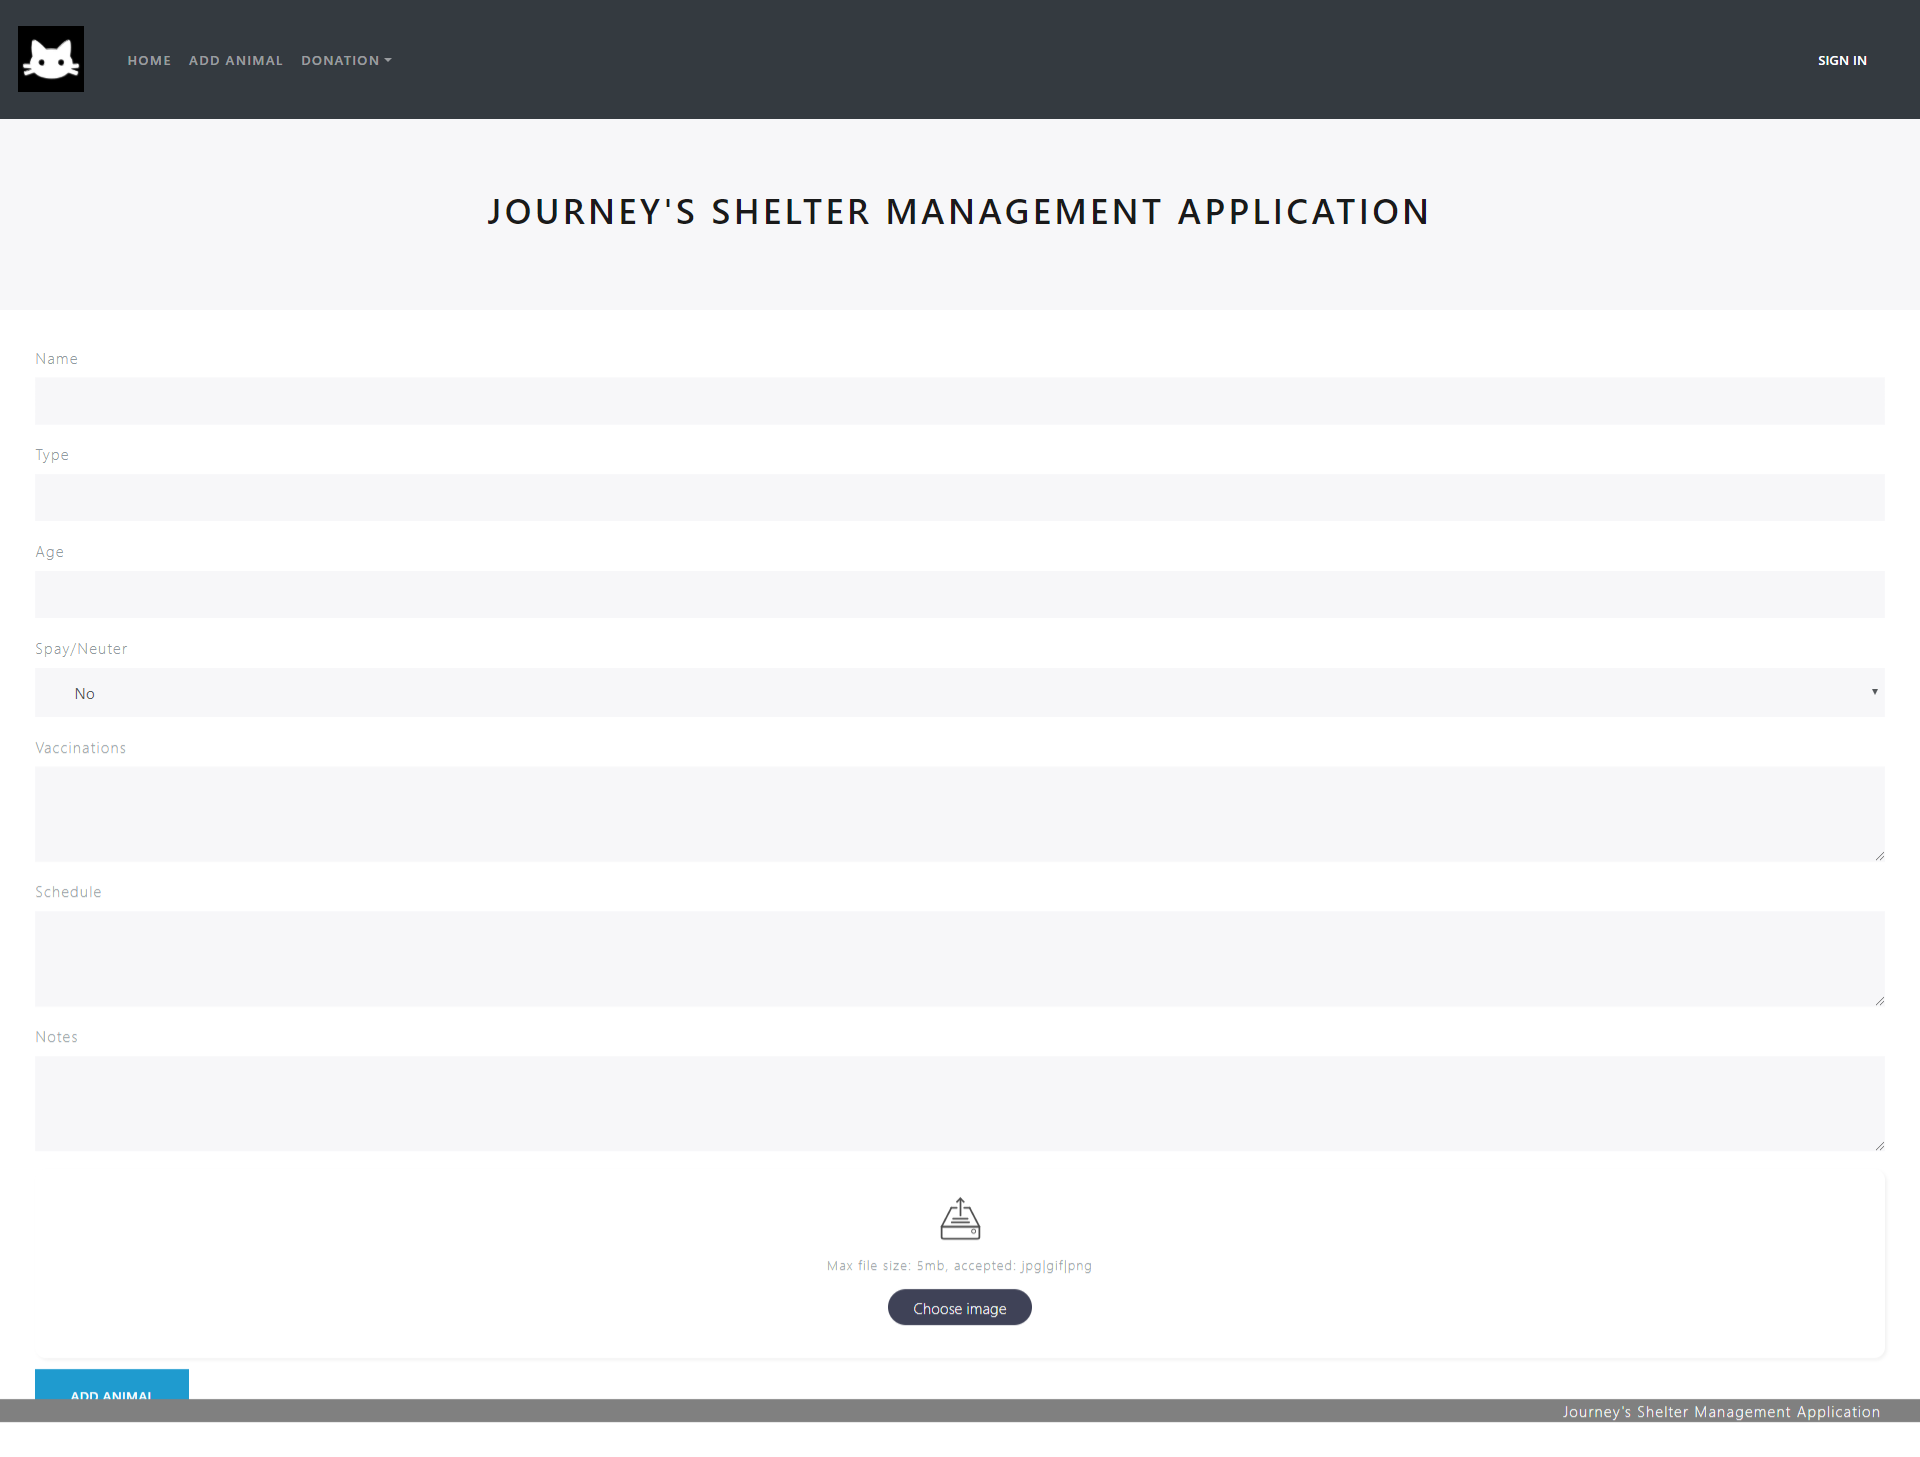 HOME ADD ANIMAL DONATION SIGN IN
JOURNEY'S SHELTER MANAGEMENT APPLICATION
Name
Type
Age
Spay/Neuter
No
Vaccinations
Schedule
Notes
Max file size: 5mb, accepted: jpg|gif|png
Choose image
ADD ANIMAL
Journey's Shelter Management Application